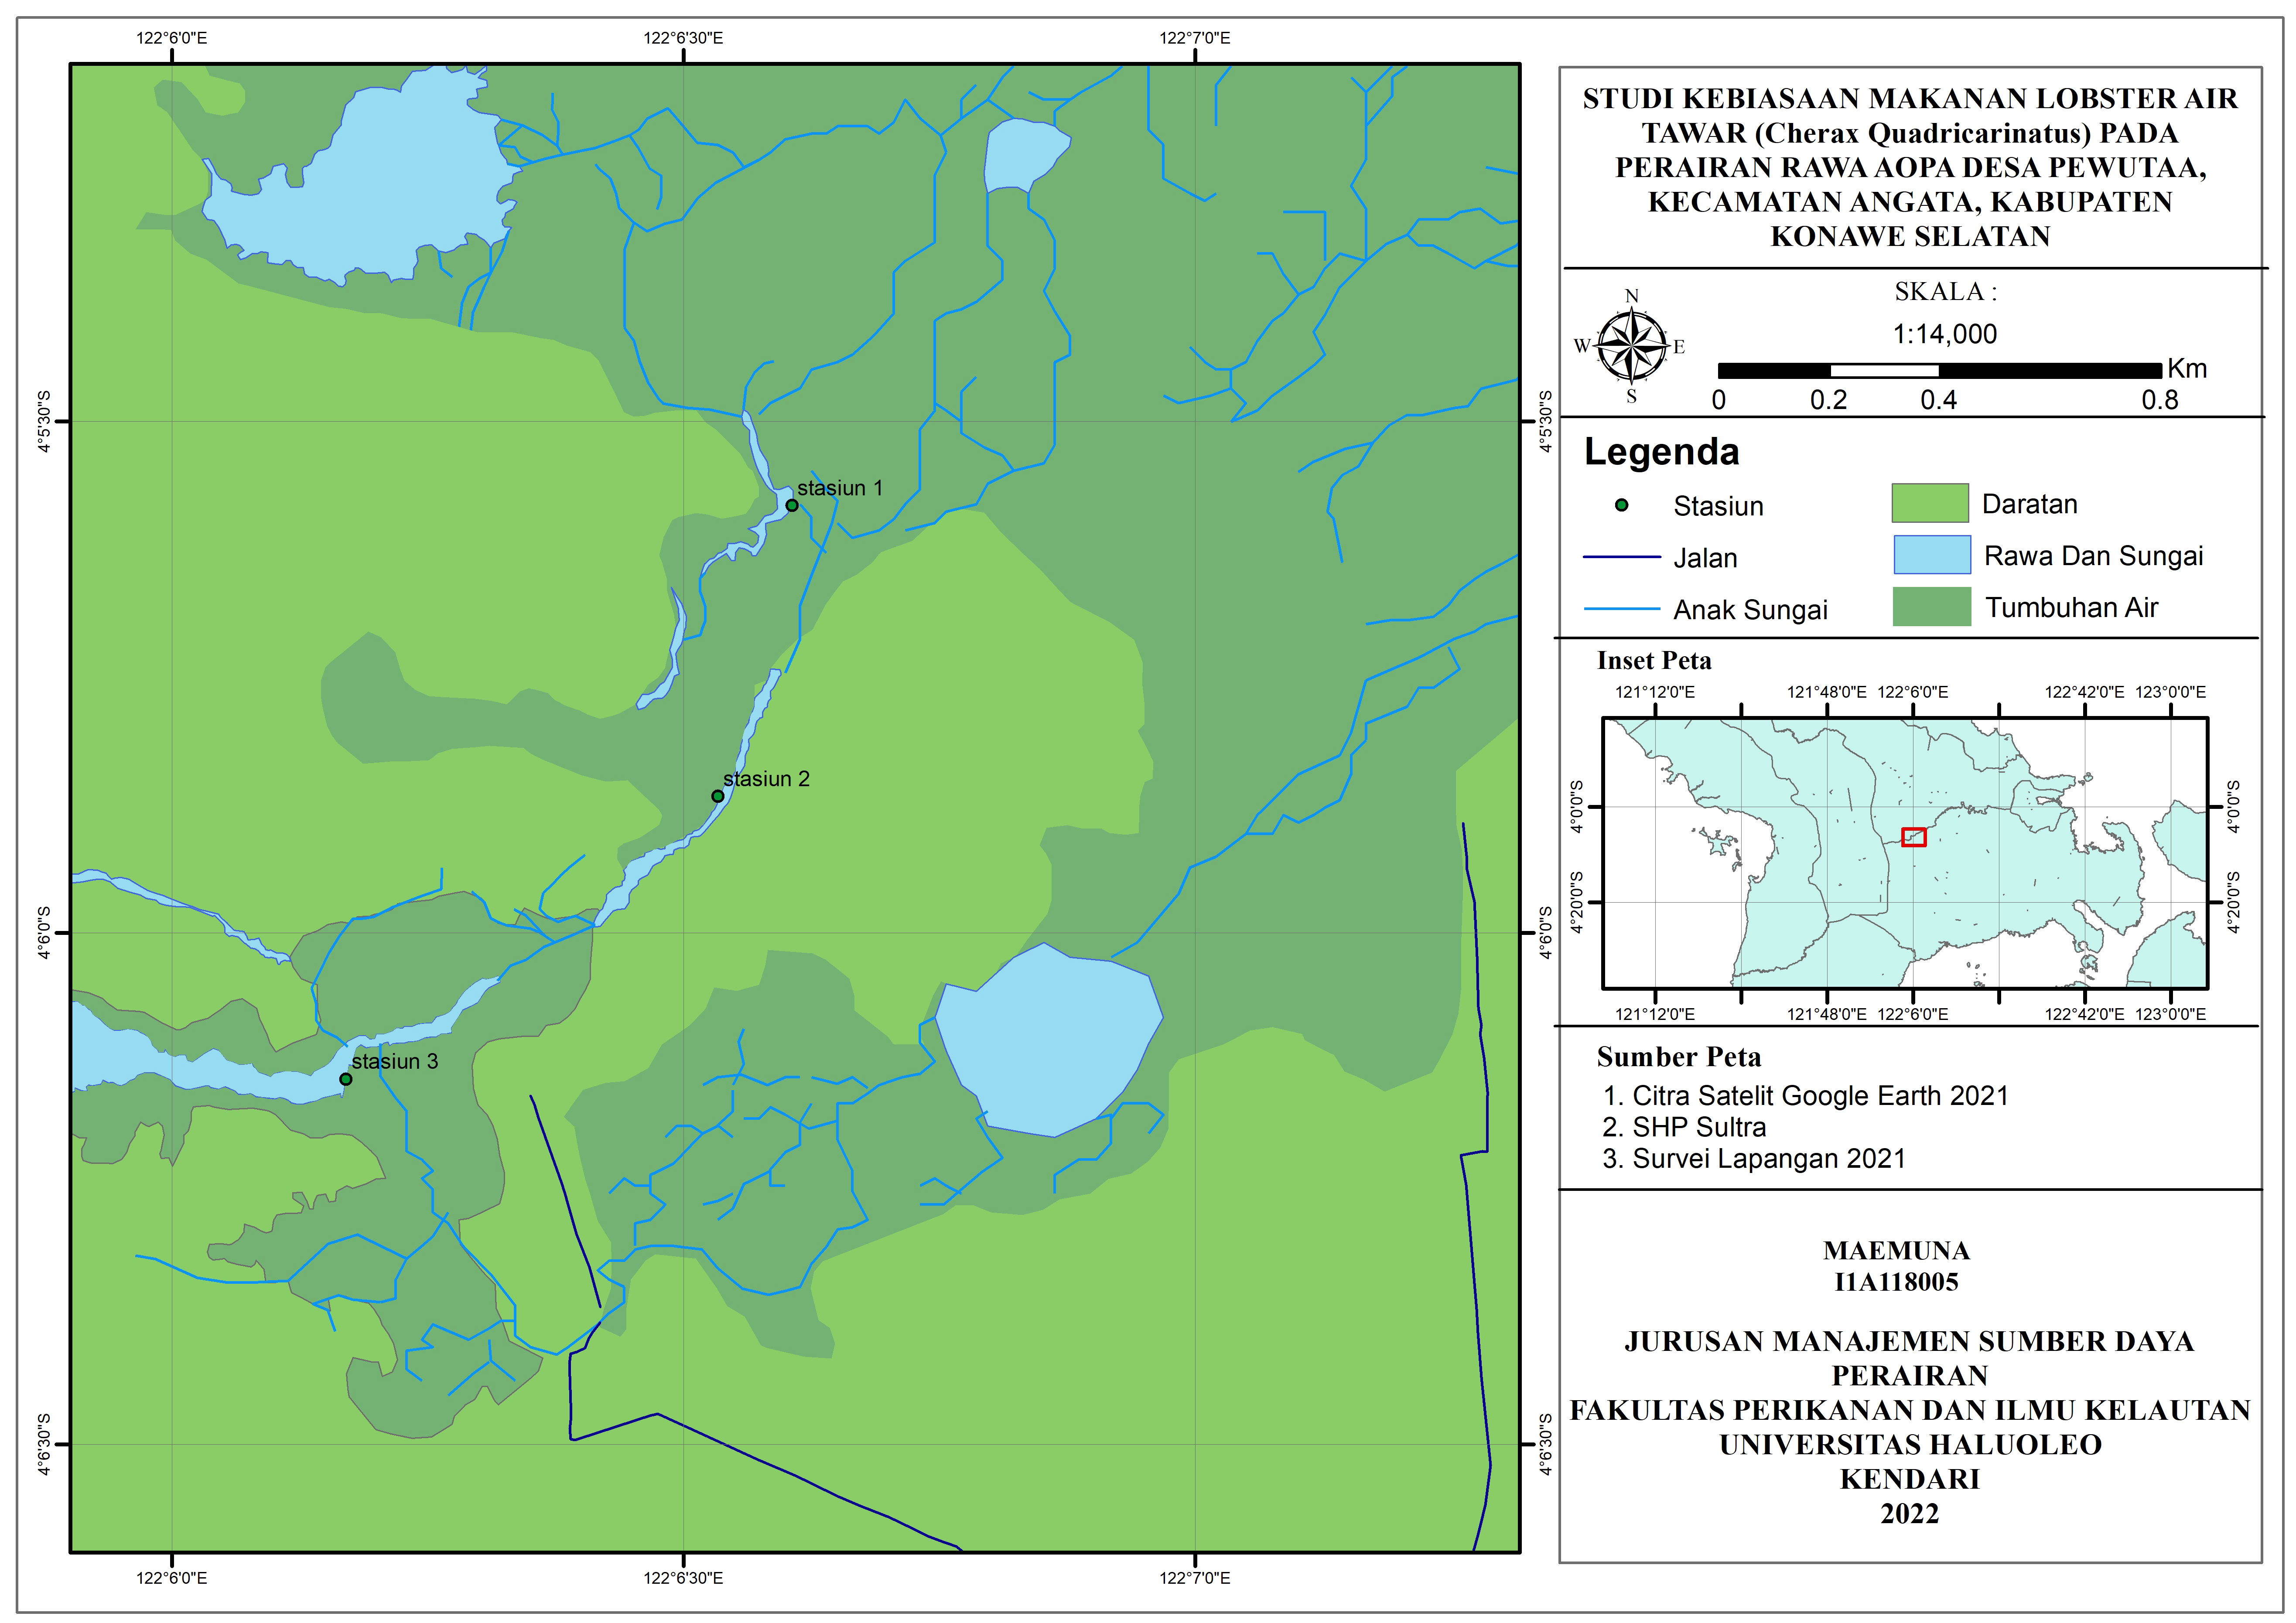 122°6'0"E
122°6'30"E
122°7'0"E
4°5'30"S
4°5'30"S
stasiun 1
stasiun 2
4°6'0"S
4°6'0"S
stasiun 3
4°6'30"S
4°6'30"S
122°6'0"E
122°6'30"E
122°7'0"E
STUDI KEBIASAAN MAKANAN LOBSTER AIR
TAWAR (Cherax Quadricarinatus) PADA
PERAIRAN RAWA AOPA DESA PEWUTAA,
KECAMATAN ANGATA, KABUPATEN
KONAWE SELATAN
N
W
E
S
SKALA :
1:14,000
Km
0 0.2 0.4 0.8
Legenda
Stasiun
Jalan
Anak Sungai
Daratan
Rawa Dan Sungai
Tumbuhan Air
Inset Peta
121°12'0"E 121°48'0"E 122°6'0"E 122°42'0"E 123°0'0"E
4°0'0"S
4°0'0"S
4°20'0"S
4°20'0"S
121°12'0"E 121°48'0"E 122°6'0"E 122°42'0"E 123°0'0"E
Sumber Peta
1. Citra Satelit Google Earth 2021
2. SHP Sultra
3. Survei Lapangan 2021
MAEMUNA
I1A118005
JURUSAN MANAJEMEN SUMBER DAYA
PERAIRAN
FAKULTAS PERIKANAN DAN ILMU KELAUTAN
UNIVERSITAS HALUOLEO
KENDARI
2022